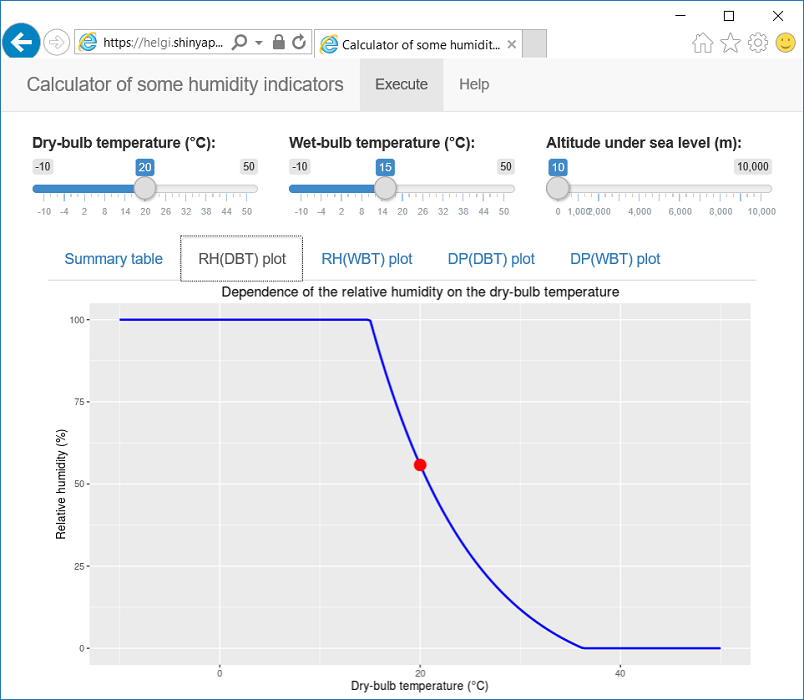 https://helgi.shinyap...
Calculator of some humidit...
Calculator of some humidity indicators Execute Help
Dry-bulb temperature (°C): Wet-bulb temperature (°C): Altitude under sea level (m):
-10 20 50 -10 15 50 10 10,000
-10 -4 2 8 14 20 26 32 38 44 50 -10 -4 2 8 14 20 26 32 38 44 50 0 1,000 2,000 4,000 6,000 8,000 10,000
Summary table RH(DBT) plot RH(WBT) plot DP(DBT) plot DP(WBT) plot
Dependence of the relative humidity on the dry-bulb temperature
100
75
Relative humidity (%)
50
25
0
0 20 40
Dry-bulb temperature (°C)